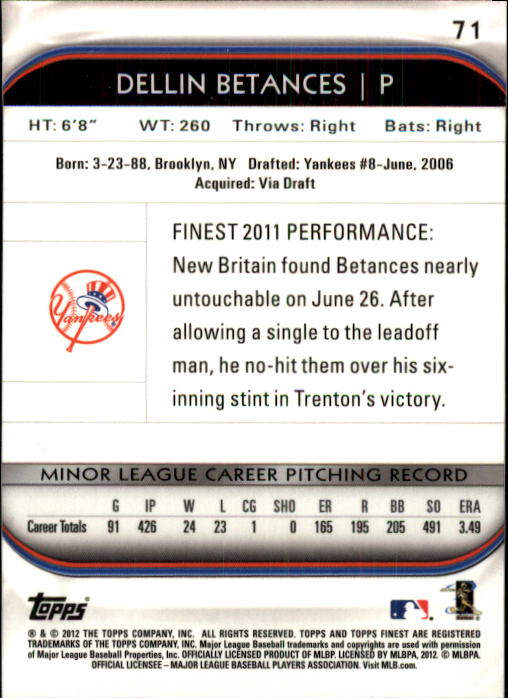 71
DELLIN BETANCES | P
HT: 6'8" WT: 260 Throws: Right Bats: Right
Born: 3-23-88, Brooklyn, NY Drafted: Yankees #8-June, 2006
Acquired: Via Draft
FINEST 2011 PERFORMANCE:
New Britain found Betances nearly
untouchable on June 26. After
allowing a single to the leadoff
man, he no-hit them over his six-
inning stint in Trenton's victory.
Yankees
MINOR LEAGUE CAREER PITCHING RECORD
G IP W L CG SHO ER R BB SO ERA
Career Totals 91 426 24 23 1 0 165 195 205 491 3.49
Topps
® & © 2012 THE TOPPS COMPANY, INC. ALL RIGHTS RESERVED. TOPPS AND TOPPS FINEST ARE REGISTERED
TRADEMARKS OF THE TOPPS COMPANY, INC. Major League Baseball trademarks and copyrights are used with permission
of Major League Baseball Properties, Inc. OFFICIALLY LICENSED PRODUCT OF MLBP. LICENSED BY MLBPA, 2012. © MLBPA.
OFFICIAL LICENSEE – MAJOR LEAGUE BASEBALL PLAYERS ASSOCIATION. Visit MLB.com.